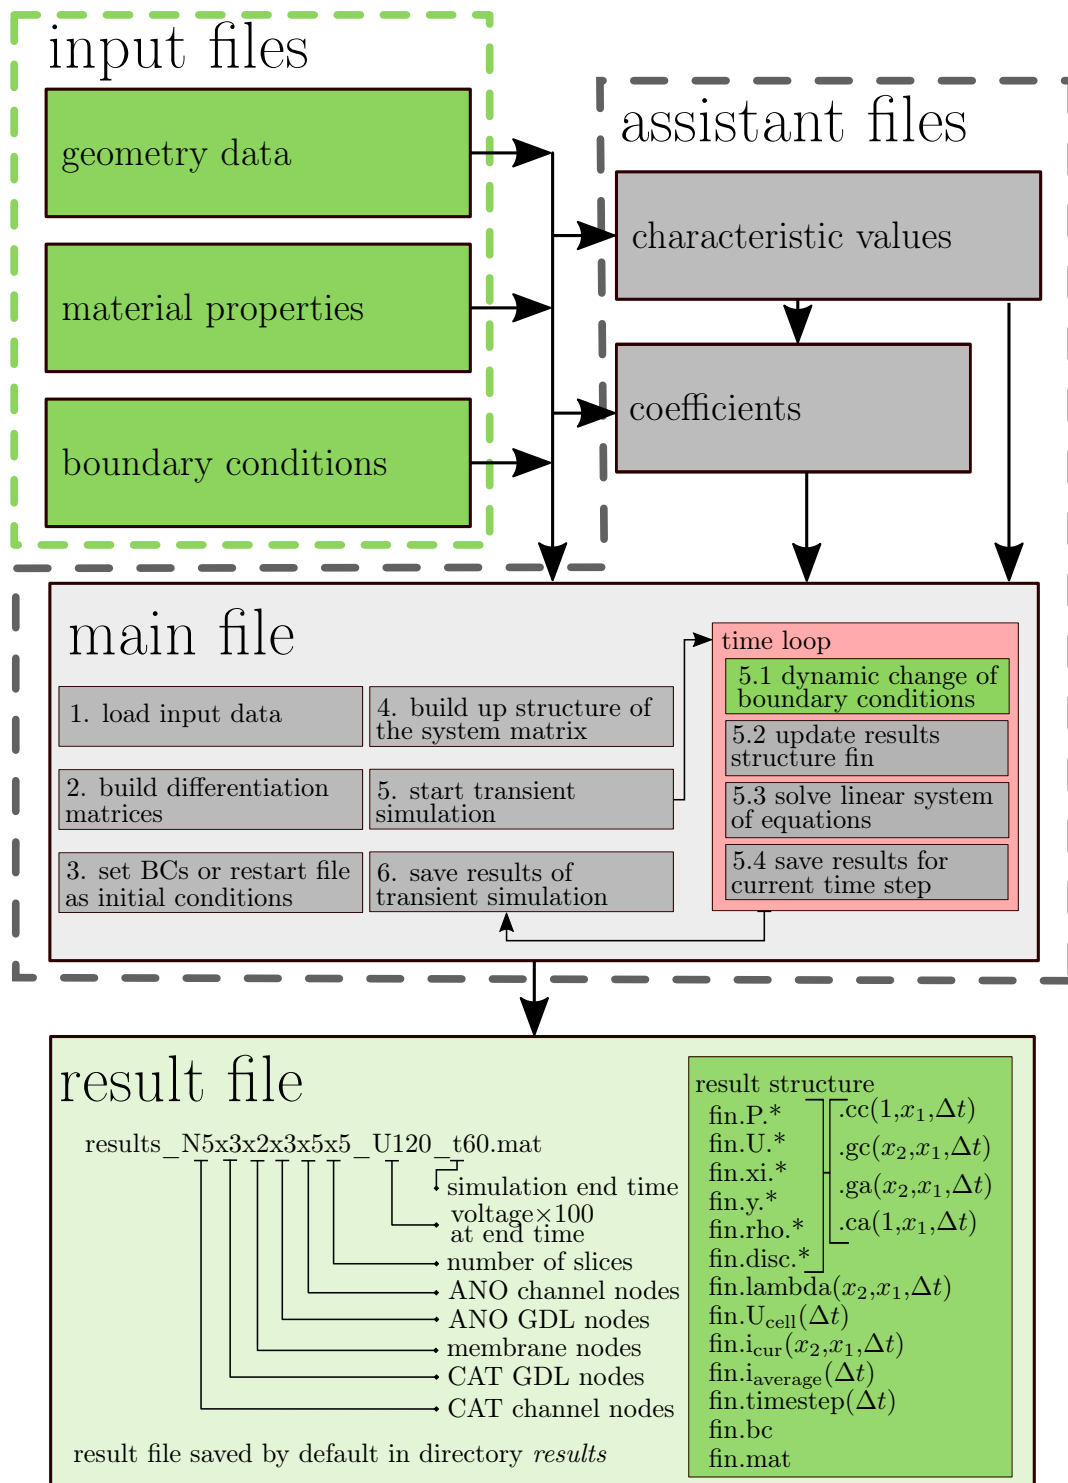 input files
geometry data
material properties
boundary conditions
assistant files
characteristic values
coefficients
main file
1. load input data
2. build differentiation
matrices
3. set BCs or restart file
as initial conditions
4. build up structure of
the system matrix
5. start transient
simulation
6. save results of
transient simulation
time loop
5.1 dynamic change of
boundary conditions
5.2 update results
structure fin
5.3 solve linear system
of equations
5.4 save results for
current time step
result file
results_N5x3x2x3x5x5_U120_t60.mat
simulation end time
voltage×100
at end time
number of slices
ANO channel nodes
ANO GDL nodes
membrane nodes
CAT GDL nodes
CAT channel nodes
result file saved by default in directory results
result structure
fin.P.*
fin.U.*
fin.xi.*
fin.y.*
fin.rho.*
fin.disc.*
.cc(1,x₁,Δt)
.gc(x₂,x₁,Δt)
.ga(x₂,x₁,Δt)
.ca(1,x₁,Δt)
fin.lambda(x₂,x₁,Δt)
fin.U_cell(Δt)
fin.i_cur(x₂,x₁,Δt)
fin.i_average(Δt)
fin.timestep(Δt)
fin.bc
fin.mat